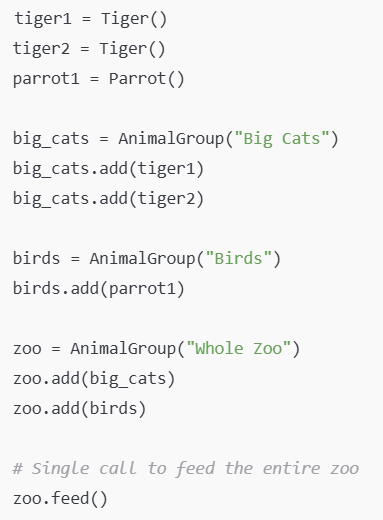 tiger1 = Tiger()
tiger2 = Tiger()
parrot1 = Parrot()
big_cats = AnimalGroup("Big Cats")
big_cats.add(tiger1)
big_cats.add(tiger2)
birds = AnimalGroup("Birds")
birds.add(parrot1)
zoo = AnimalGroup("Whole Zoo")
zoo.add(big_cats)
zoo.add(birds)
# Single call to feed the entire zoo
zoo.feed()